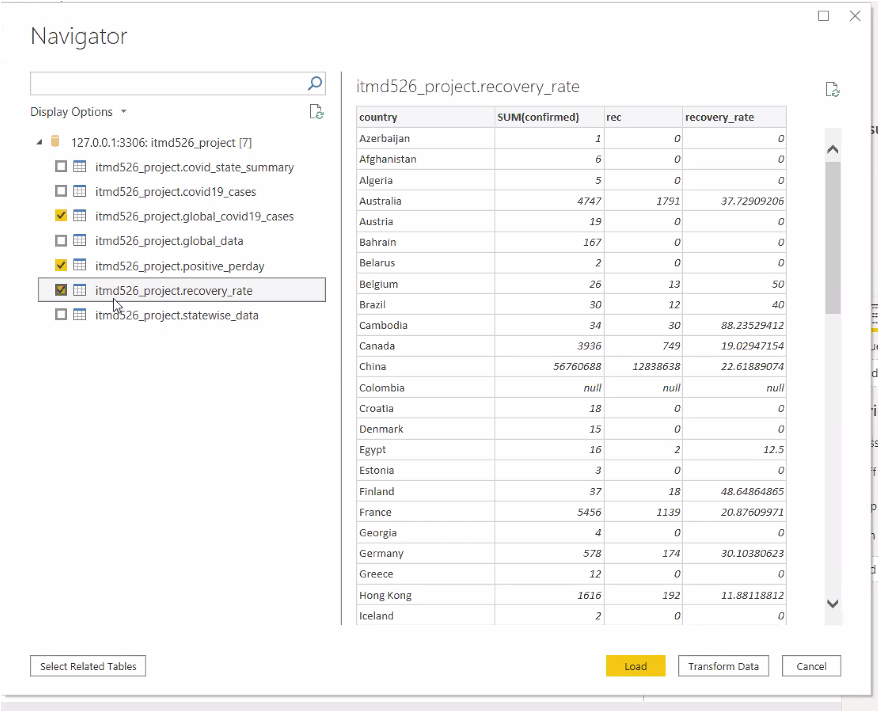 Navigator
Display Options
127.0.0.1:3306: itmd526_project [7]
itmd526_project.covid_state_summary
itmd526_project.covid19_cases
itmd526_project.global_covid19_cases
itmd526_project.global_data
itmd526_project.positive_perday
itmd526_project.recovery_rate
itmd526_project.statewise_data
itmd526_project.recovery_rate
country SUM(confirmed) rec recovery_rate
Azerbaijan 1 0 0
Afghanistan 6 0 0
Algeria 5 0 0
Australia 4747 1791 37.72909206
Austria 19 0 0
Bahrain 167 0 0
Belarus 2 0 0
Belgium 26 13 50
Brazil 30 12 40
Cambodia 34 30 88.23529412
Canada 3936 749 19.02947154
China 56760688 12838638 22.61889074
Colombia null null null
Croatia 18 0 0
Denmark 15 0 0
Egypt 16 2 12.5
Estonia 3 0 0
Finland 37 18 48.64864865
France 5456 1139 20.87609971
Georgia 4 0 0
Germany 578 174 30.10380623
Greece 12 0 0
Hong Kong 1616 192 11.88118812
Iceland 2 0 0
Select Related Tables
Load
Transform Data
Cancel